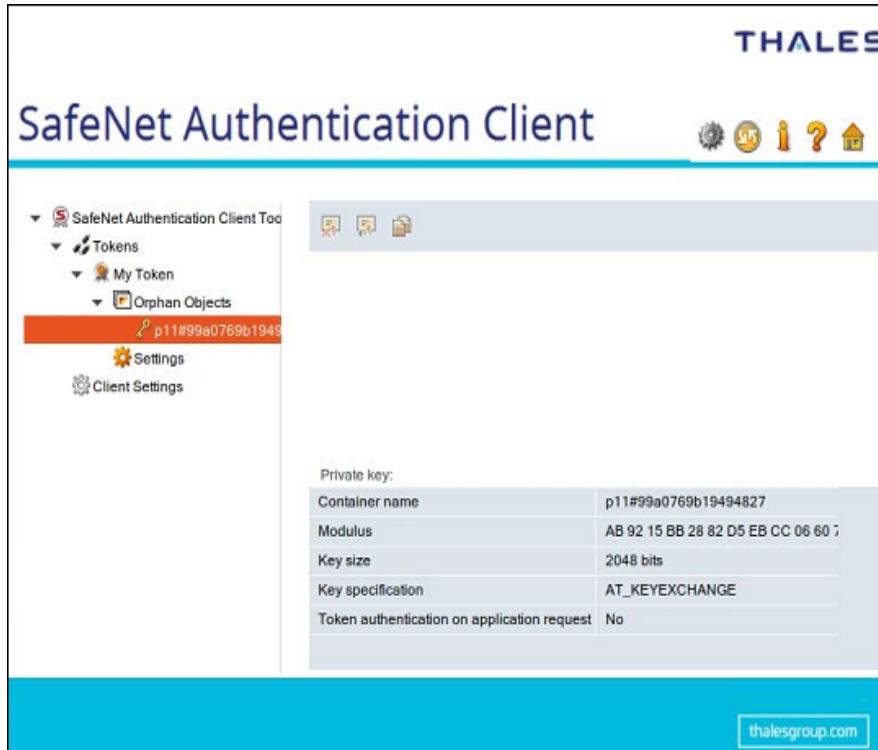 THALES
SafeNet Authentication Client
SafeNet Authentication Client Too
Tokens
My Token
Orphan Objects
p11#99a0769b1949
Settings
Client Settings
Private key:
Container name p11#99a0769b19494827
Modulus AB 92 15 BB 28 82 D5 EB CC 06 60 7
Key size 2048 bits
Key specification AT_KEYEXCHANGE
Token authentication on application request No
thalesgroup.com